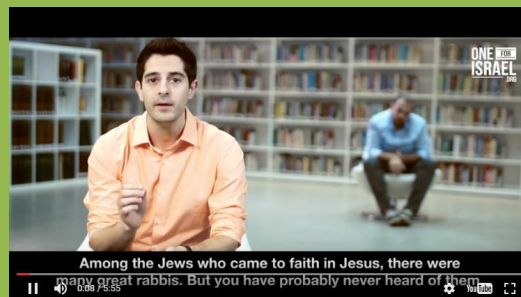 ONE FOR
ISRAEL
.ORG
Among the Jews who came to faith in Jesus, there were
many great rabbis. But you have probably never heard of them
0:08 / 5:55
YouTube